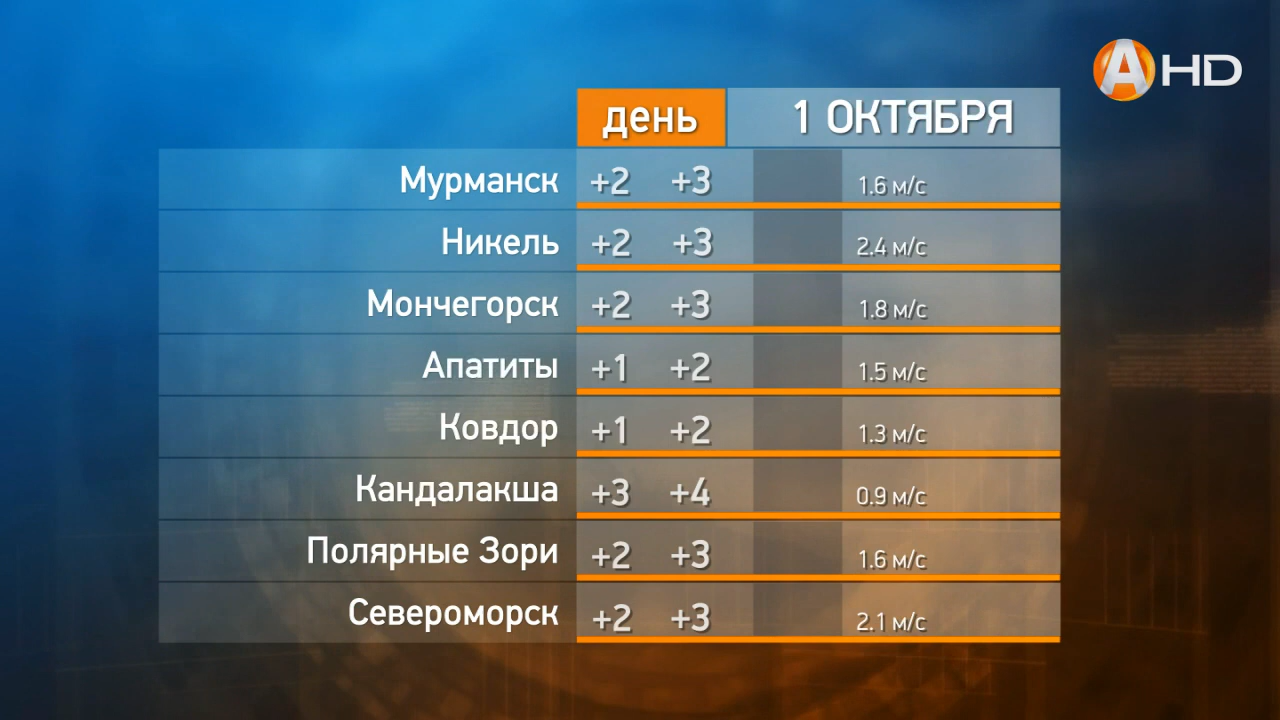 А HD
день 1 ОКТЯБРЯ
Мурманск +2 +3 1.6 м/с
Никель +2 +3 2.4 м/с
Мончегорск +2 +3 1.8 м/с
Апатиты +1 +2 1.5 м/с
Ковдор +1 +2 1.3 м/с
Кандалакша +3 +4 0.9 м/с
Полярные Зори +2 +3 1.6 м/с
Североморск +2 +3 2.1 м/с